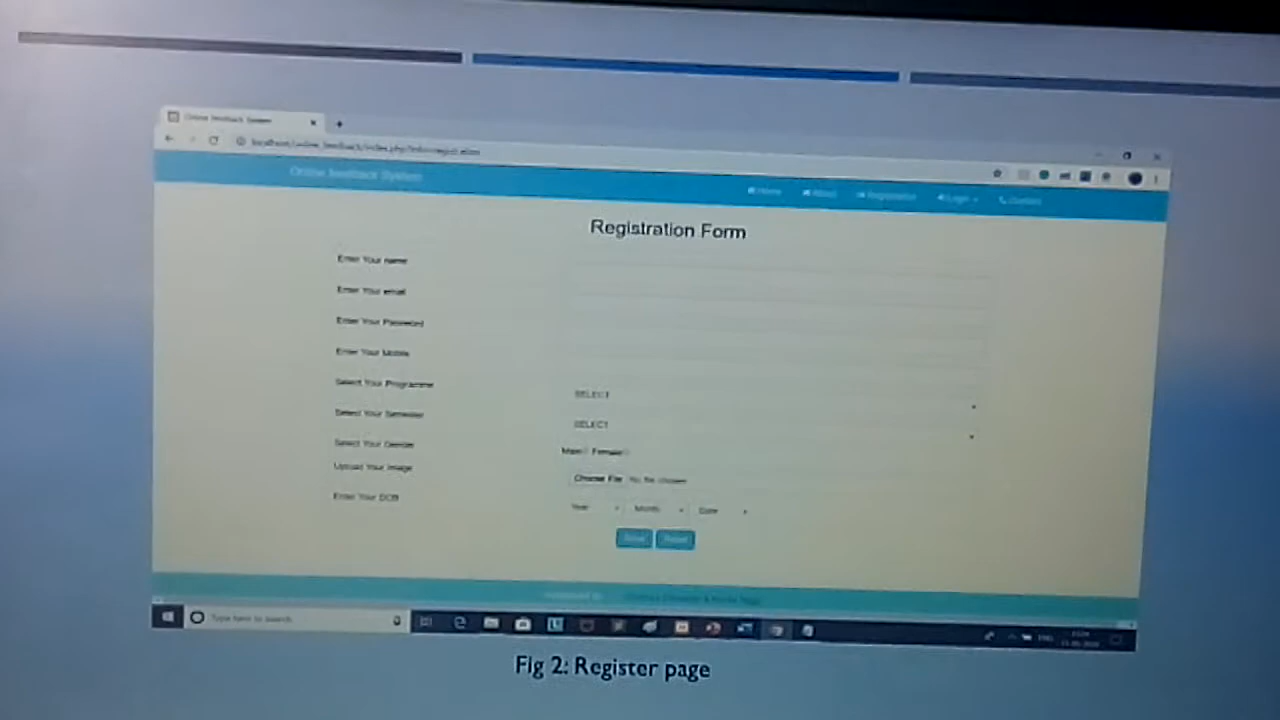 Online feedback System
localhost/online_feedback/index.php?info=registration
Online feedback System
Home About Registration Login Contact
Registration Form
Enter Your name
Enter Your email
Enter Your Password
Enter Your Mobile
Select Your Programme
SELECT
Select Your Semester
SELECT
Select Your Gender
Male Female
Upload Your Image
Choose File No file chosen
Enter Your DOB
Year Month Date
Type here to search
Fig 2: Register page